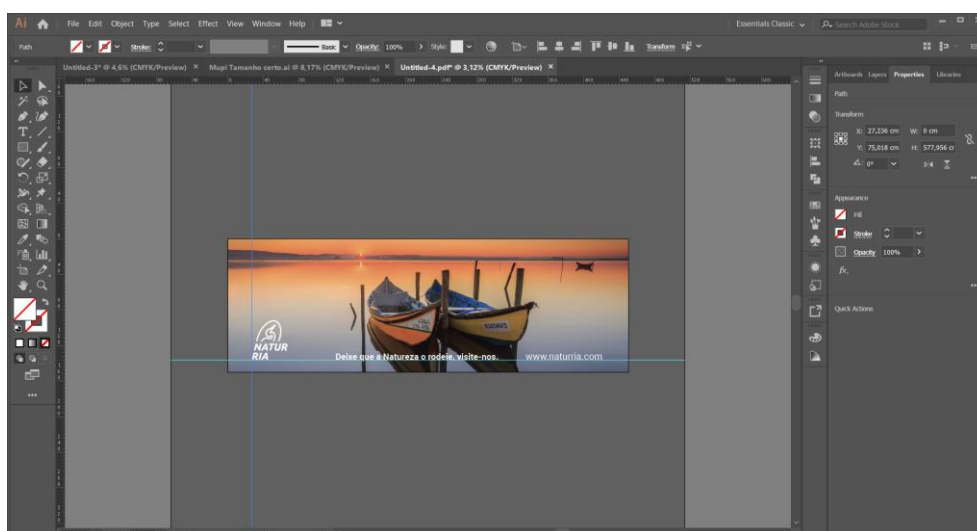 Ai File Edit Object Type Select Effect View Window Help Essentials Classic Search Adobe Stock
Path Stroke: Basic Opacity: 100% Style: Transform
Untitled-3* @ 4,6% (CMYK/Preview) × Mupi Tamanho certo.ai @ 8,17% (CMYK/Preview) × Untitled-4.pdf* @ 3,12% (CMYK/Preview) ×
Artboards Layers Properties Libraries
Path
Transform
X: 27,236 cm W: 0 cm
Y: 75,018 cm H: 577,956 cr
0°
Appearance
Fill
Stroke
Opacity 100%
fx.
Quick Actions
NATUR
RIA
Deixe que a Natureza o rodeie, visite-nos. www.naturria.com